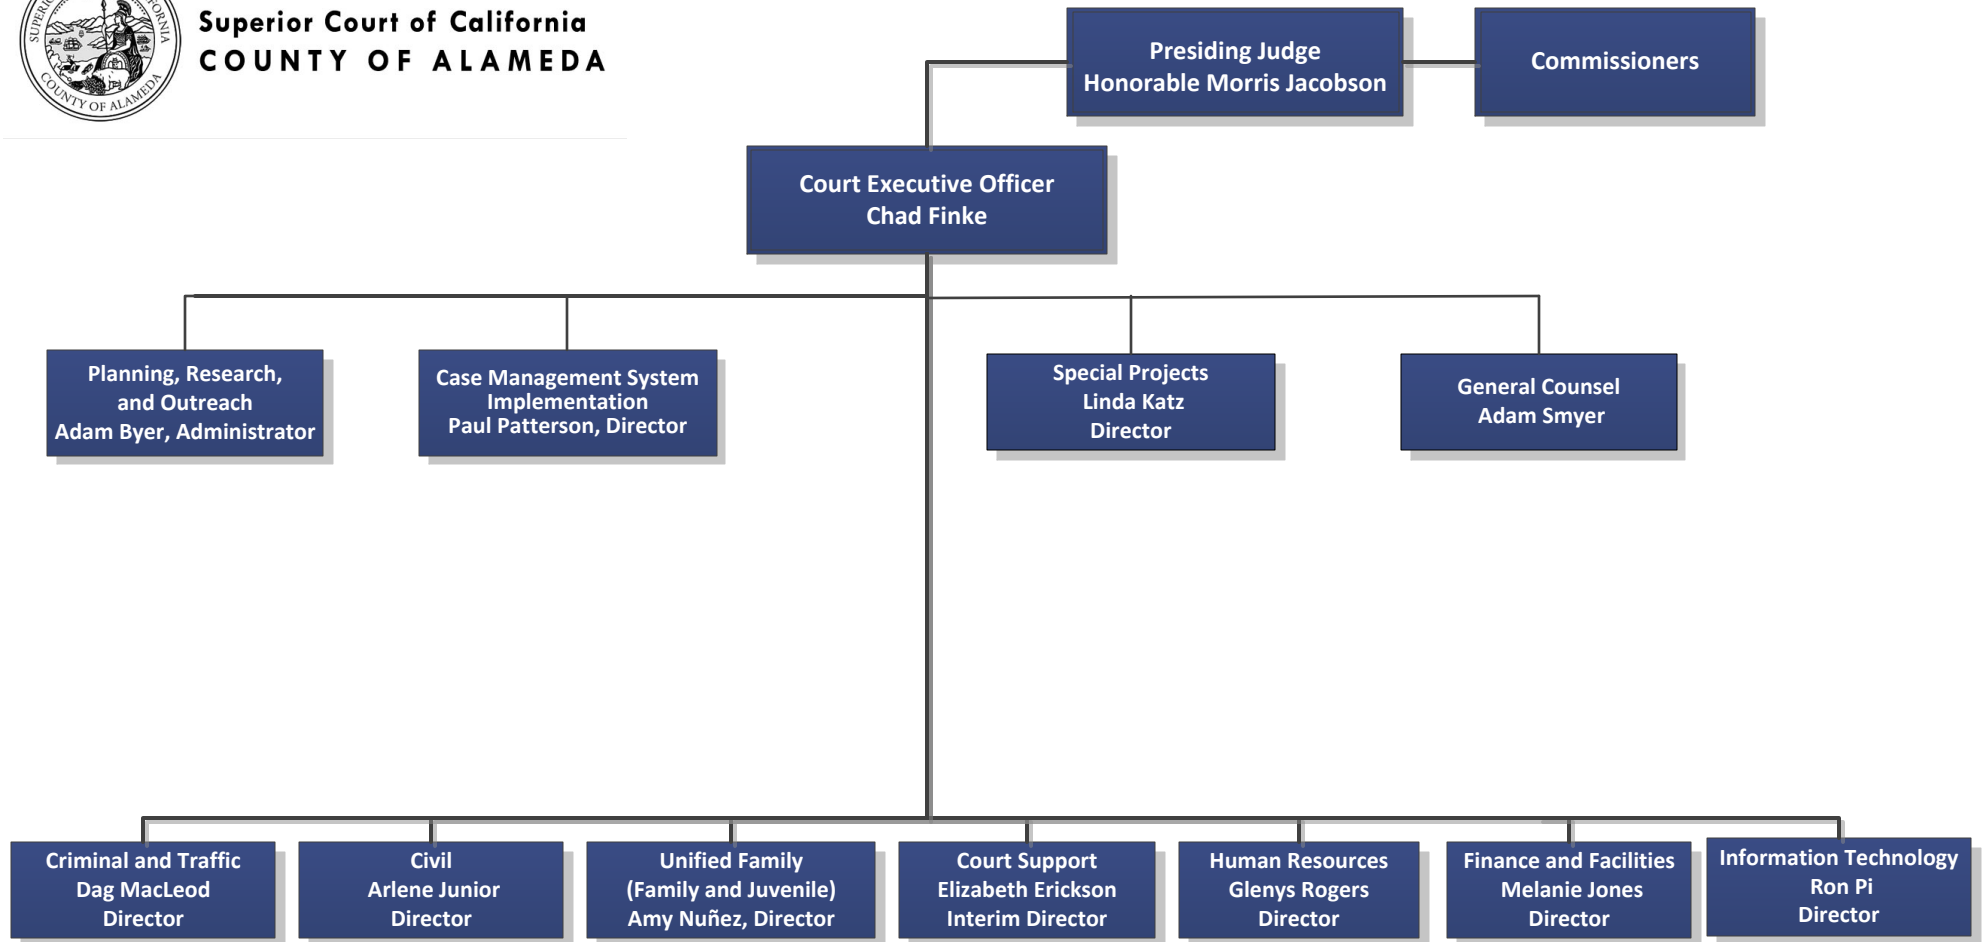 SUPERIOR
COUNTY OF ALAMEDA
Superior Court of California
COUNTY OF ALAMEDA
Presiding Judge
Honorable Morris Jacobson
Commissioners
Court Executive Officer
Chad Finke
Planning, Research,
and Outreach
Adam Byer, Administrator
Case Management System
Implementation
Paul Patterson, Director
Special Projects
Linda Katz
Director
General Counsel
Adam Smyer
Criminal and Traffic
Dag MacLeod
Director
Civil
Arlene Junior
Director
Unified Family
(Family and Juvenile)
Amy Nuñez, Director
Court Support
Elizabeth Erickson
Interim Director
Human Resources
Glenys Rogers
Director
Finance and Facilities
Melanie Jones
Director
Information Technology
Ron Pi
Director